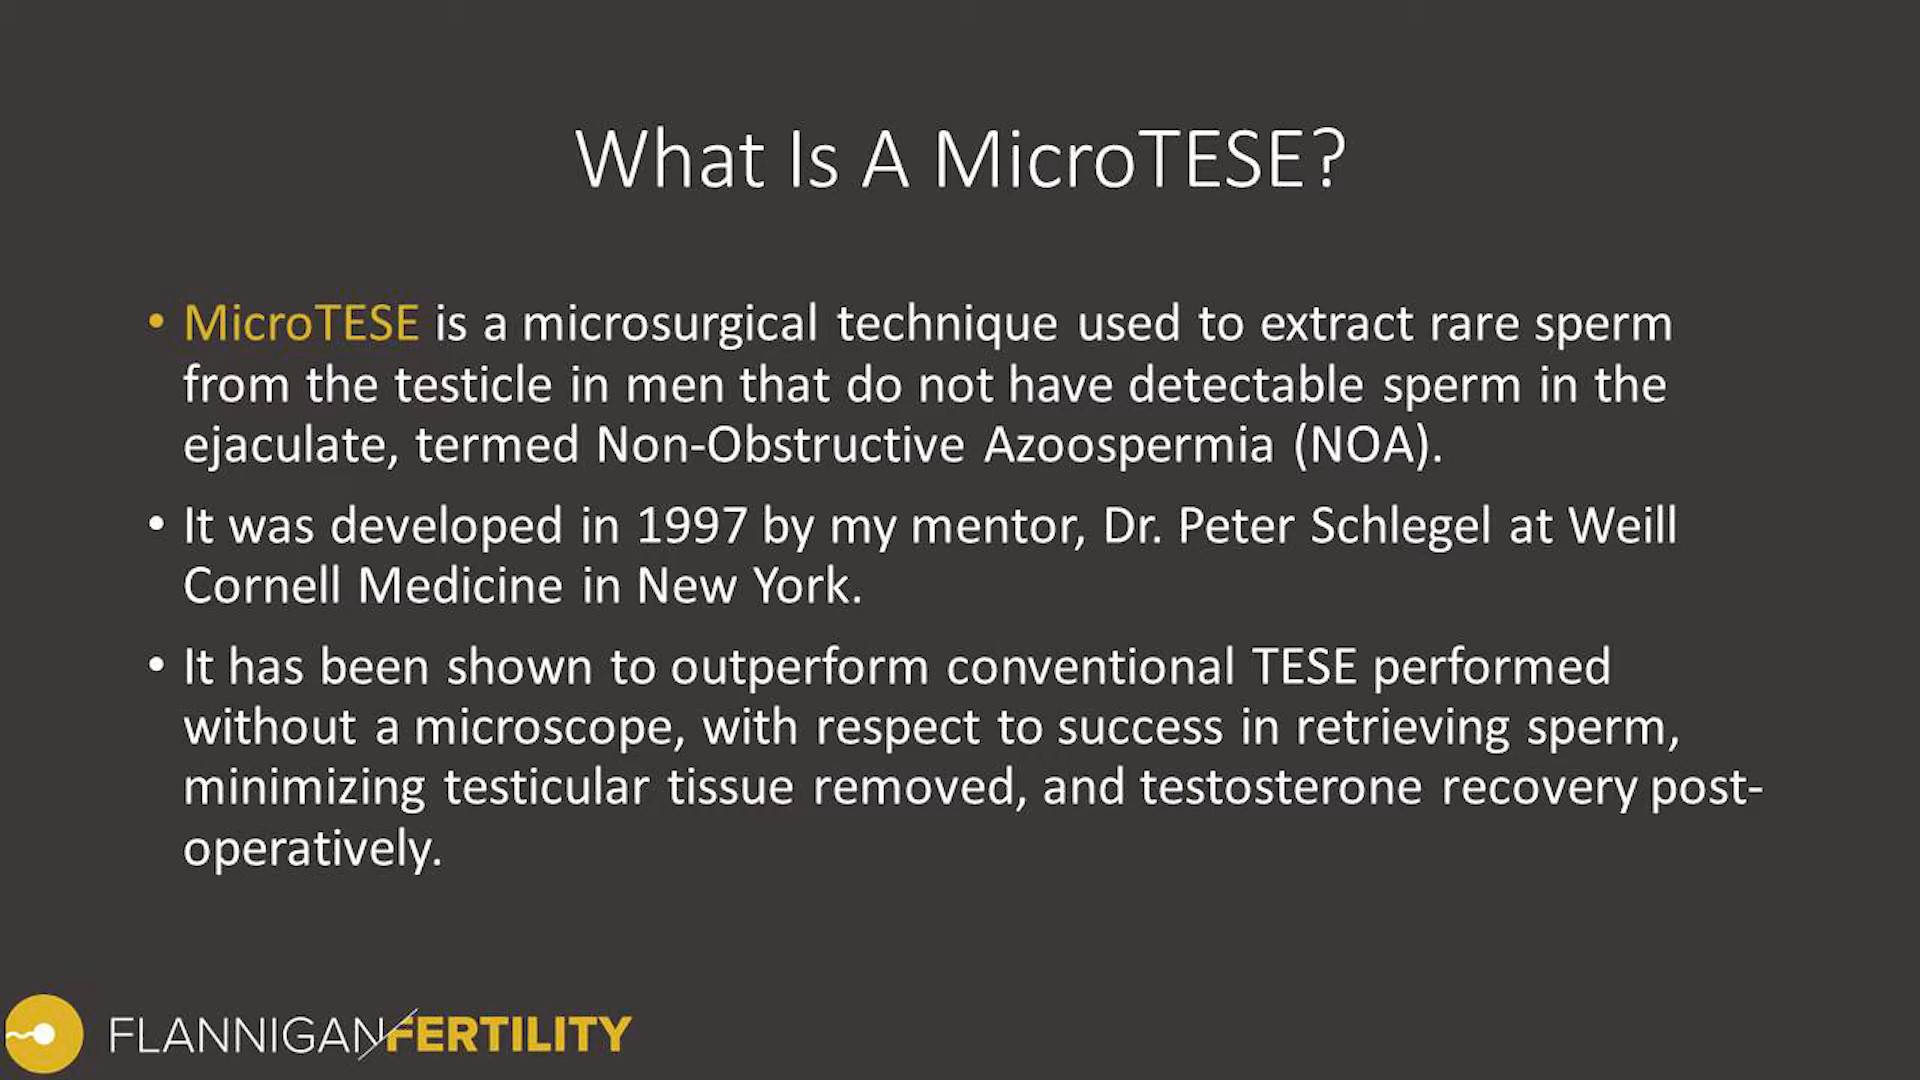 What Is A MicroTESE?
• MicroTESE is a microsurgical technique used to extract rare sperm
from the testicle in men that do not have detectable sperm in the
ejaculate, termed Non-Obstructive Azoospermia (NOA).
• It was developed in 1997 by my mentor, Dr. Peter Schlegel at Weill
Cornell Medicine in New York.
• It has been shown to outperform conventional TESE performed
without a microscope, with respect to success in retrieving sperm,
minimizing testicular tissue removed, and testosterone recovery post-
operatively.
FLANNIGAN/FERTILITY